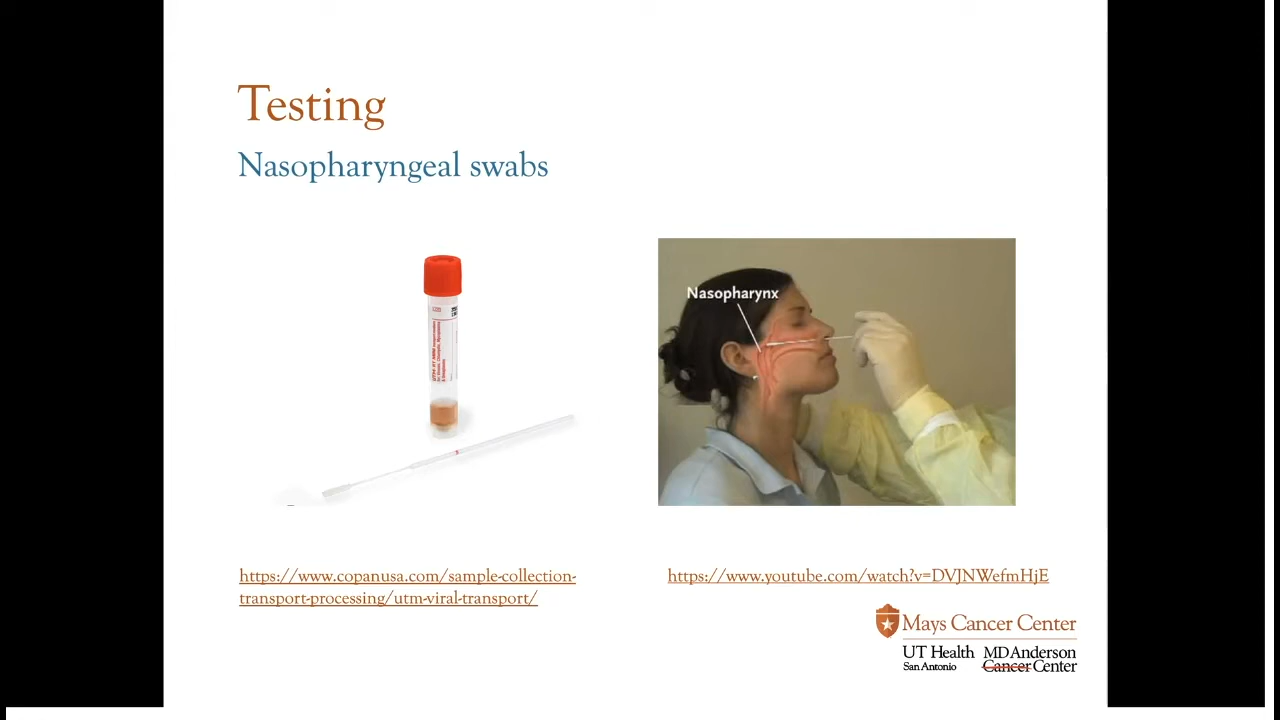 Testing
Nasopharyngeal swabs
Nasopharynx
https://www.copanusa.com/sample-collection-
transport-processing/utm-viral-transport/
https://www.youtube.com/watch?v=DVJNWefmHjE
Mays Cancer Center
UT Health
San Antonio
MD Anderson
Cancer Center